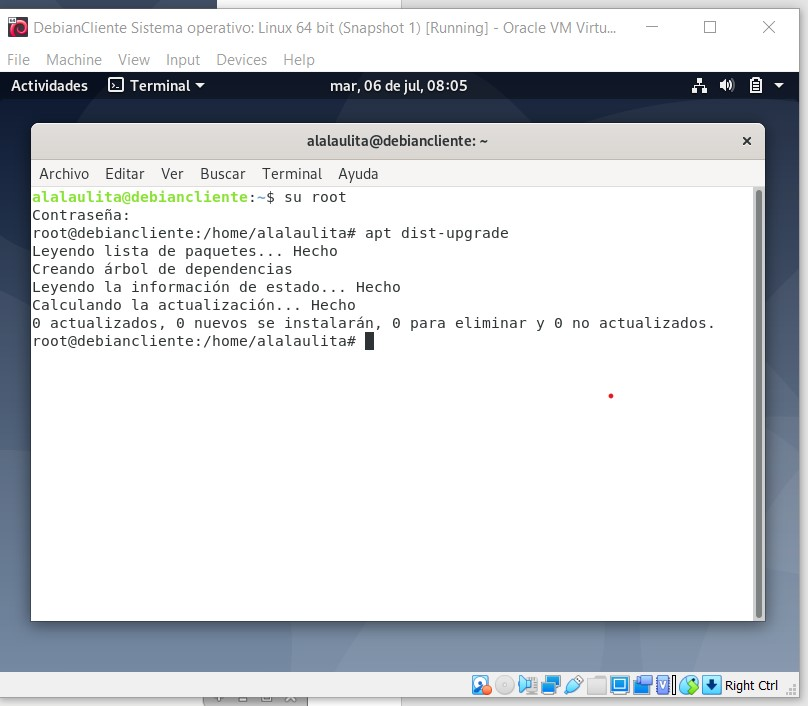 DebianCliente Sistema operativo: Linux 64 bit (Snapshot 1) [Running] - Oracle VM Virtu...
File Machine View Input Devices Help
Actividades Terminal mar, 06 de jul, 08:05
alalaulita@debiancliente: ~
Archivo Editar Ver Buscar Terminal Ayuda
alalaulita@debiancliente:~$ su root
Contraseña:
root@debiancliente:/home/alalaulita# apt dist-upgrade
Leyendo lista de paquetes... Hecho
Creando árbol de dependencias
Leyendo la información de estado... Hecho
Calculando la actualización... Hecho
0 actualizados, 0 nuevos se instalarán, 0 para eliminar y 0 no actualizados.
root@debiancliente:/home/alalaulita#
Right Ctrl